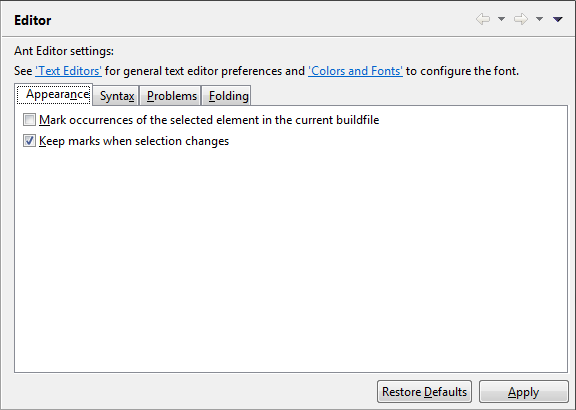 Editor
Ant Editor settings:
See 'Text Editors' for general text editor preferences and 'Colors and Fonts' to configure the font.
Appearance Syntax Problems Folding
Mark occurrences of the selected element in the current buildfile
Keep marks when selection changes
Restore Defaults Apply